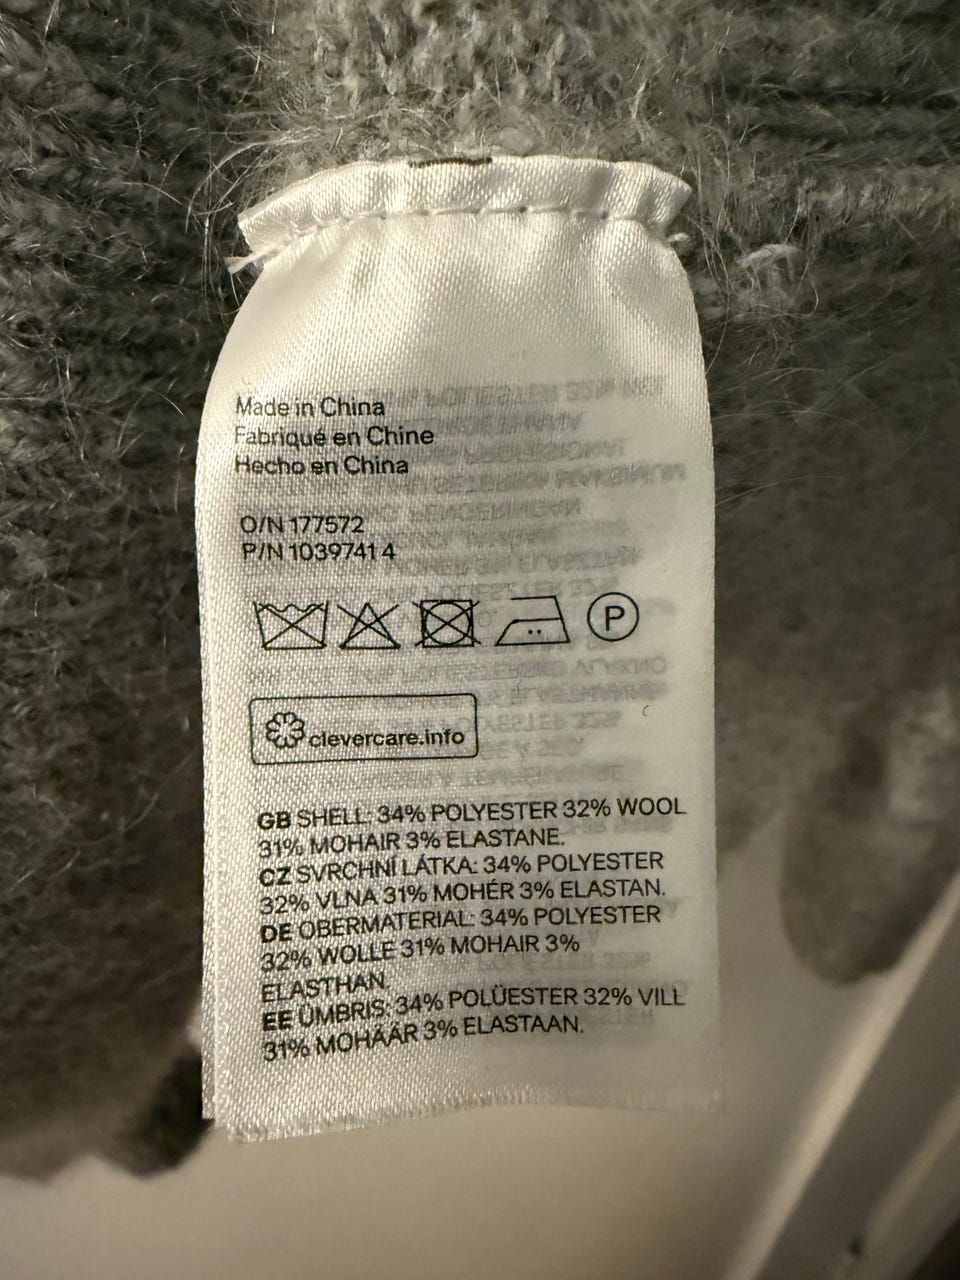 Made in China
Fabriqué en Chine
Hecho en China
O/N 177572
P/N 1039741 4
P
clevercare.info
GB SHELL: 34% POLYESTER 32% WOOL
31% MOHAIR 3% ELASTANE.
CZ SVRCHNÍ LÁTKA: 34% POLYESTER
32% VLNA 31% MOHÉR 3% ELASTAN.
DE OBERMATERIAL: 34% POLYESTER
32% WOLLE 31% MOHAIR 3%
ELASTHAN.
EE ÜMBRIS: 34% POLÜESTER 32% VILL
31% MOHÄÄR 3% ELASTAAN.